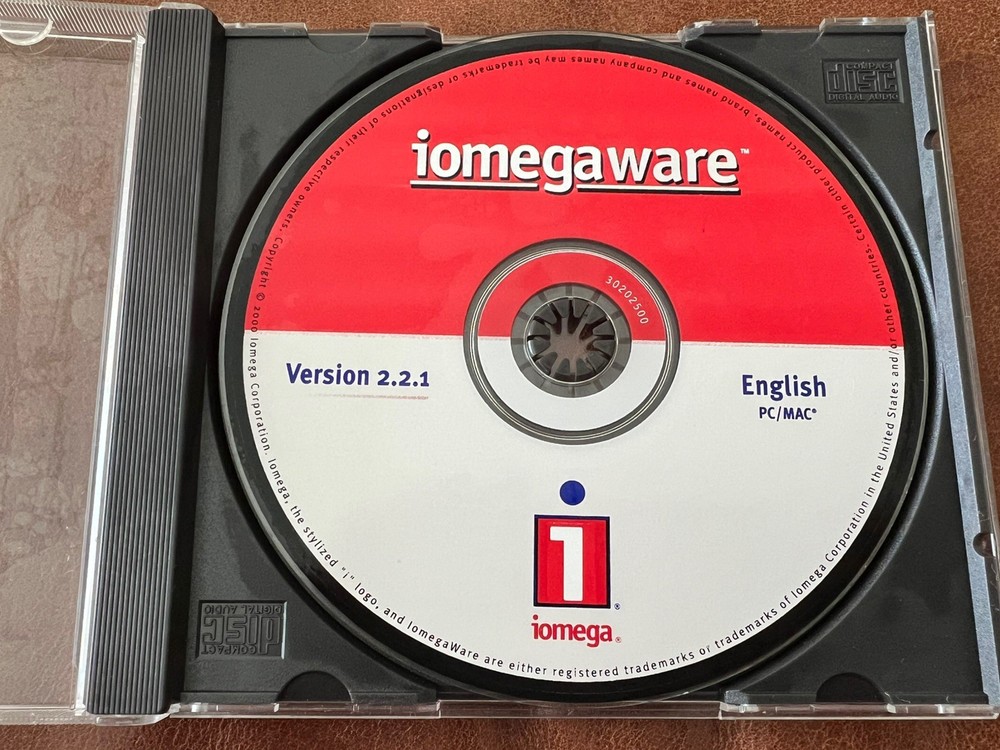 COMPACT
DISC
DIGITAL AUDIO
iomegaware™
30202500
Version 2.2.1
English
PC/MAC®
1
iomega®
Copyright © 2000 Iomega Corporation. Iomega, the stylized "i" logo, and IomegaWare are either registered trademarks or trademarks of Iomega Corporation in the United States and/or other countries. Certain other product names, brand names and company names may be trademarks or designations of their respective owners.
COMPACT
DISC
DIGITAL AUDIO